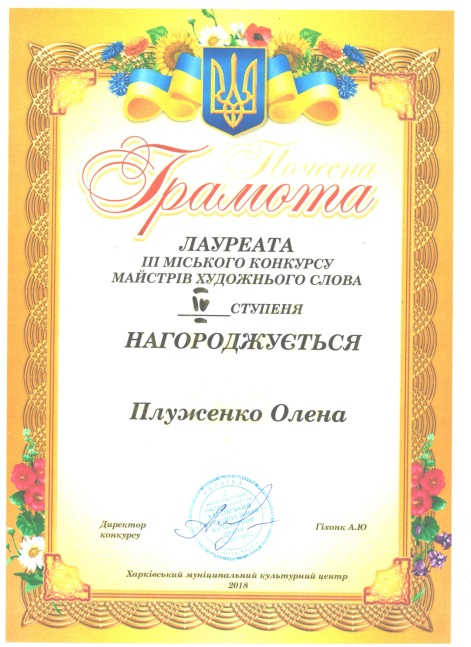 Почесна
Грамота
ЛАУРЕАТА
ІІІ МІСЬКОГО КОНКУРСУ
МАЙСТРІВ ХУДОЖНЬОГО СЛОВА
IV СТУПЕНЯ
НАГОРОДЖУЄТЬСЯ
Плуженко Олена
Директор
конкурсу
Гіхонк А.Ю
Харківський муніципальний культурний центр
2018